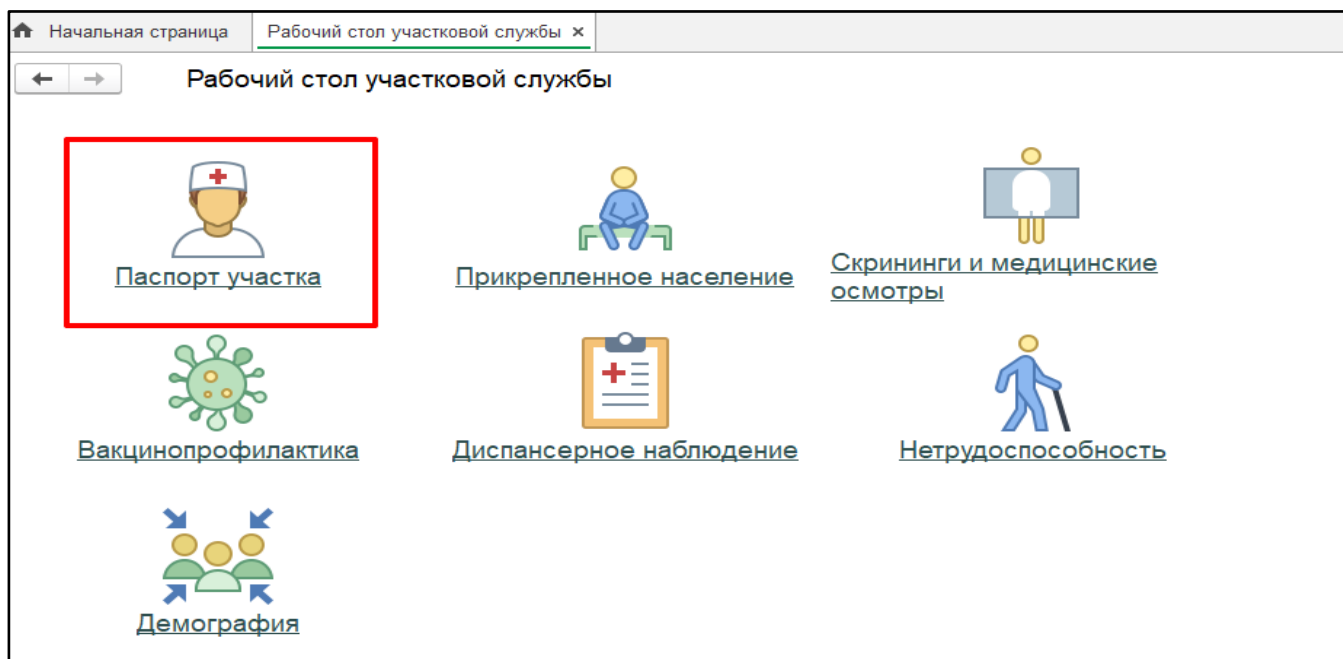 Начальная страница
Рабочий стол участковой службы ×
Рабочий стол участковой службы
Паспорт участка
Прикрепленное население
Скрининги и медицинские
осмотры
Вакцинопрофилактика
Диспансерное наблюдение
Нетрудоспособность
Демография